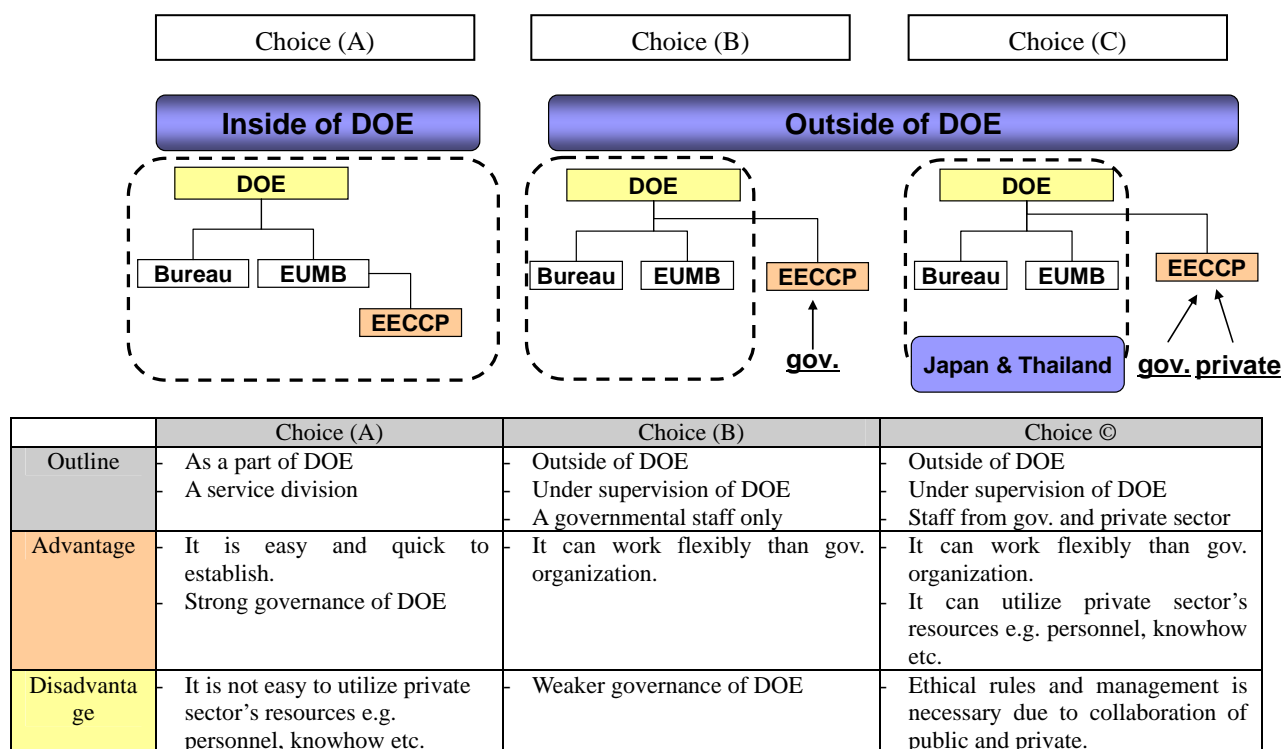 Choice (A) Choice (B) Choice (C)
Inside of DOE Outside of DOE
DOE DOE DOE
Bureau EUMB Bureau EUMB EECCP Bureau EUMB EECCP
EECCP
gov. Japan & Thailand gov. private
Choice (A) Choice (B) Choice ©
Outline
- As a part of DOE
- A service division
- Outside of DOE
- Under supervision of DOE
- A governmental staff only
- Outside of DOE
- Under supervision of DOE
- Staff from gov. and private sector
Advantage
- It is easy and quick to
establish.
- Strong governance of DOE
- It can work flexibly than gov.
organization.
- It can work flexibly than gov.
organization.
- It can utilize private sector's
resources e.g. personnel, knowhow
etc.
Disadvanta
ge
- It is not easy to utilize private
sector's resources e.g.
personnel, knowhow etc.
- Weaker governance of DOE
- Ethical rules and management is
necessary due to collaboration of
public and private.